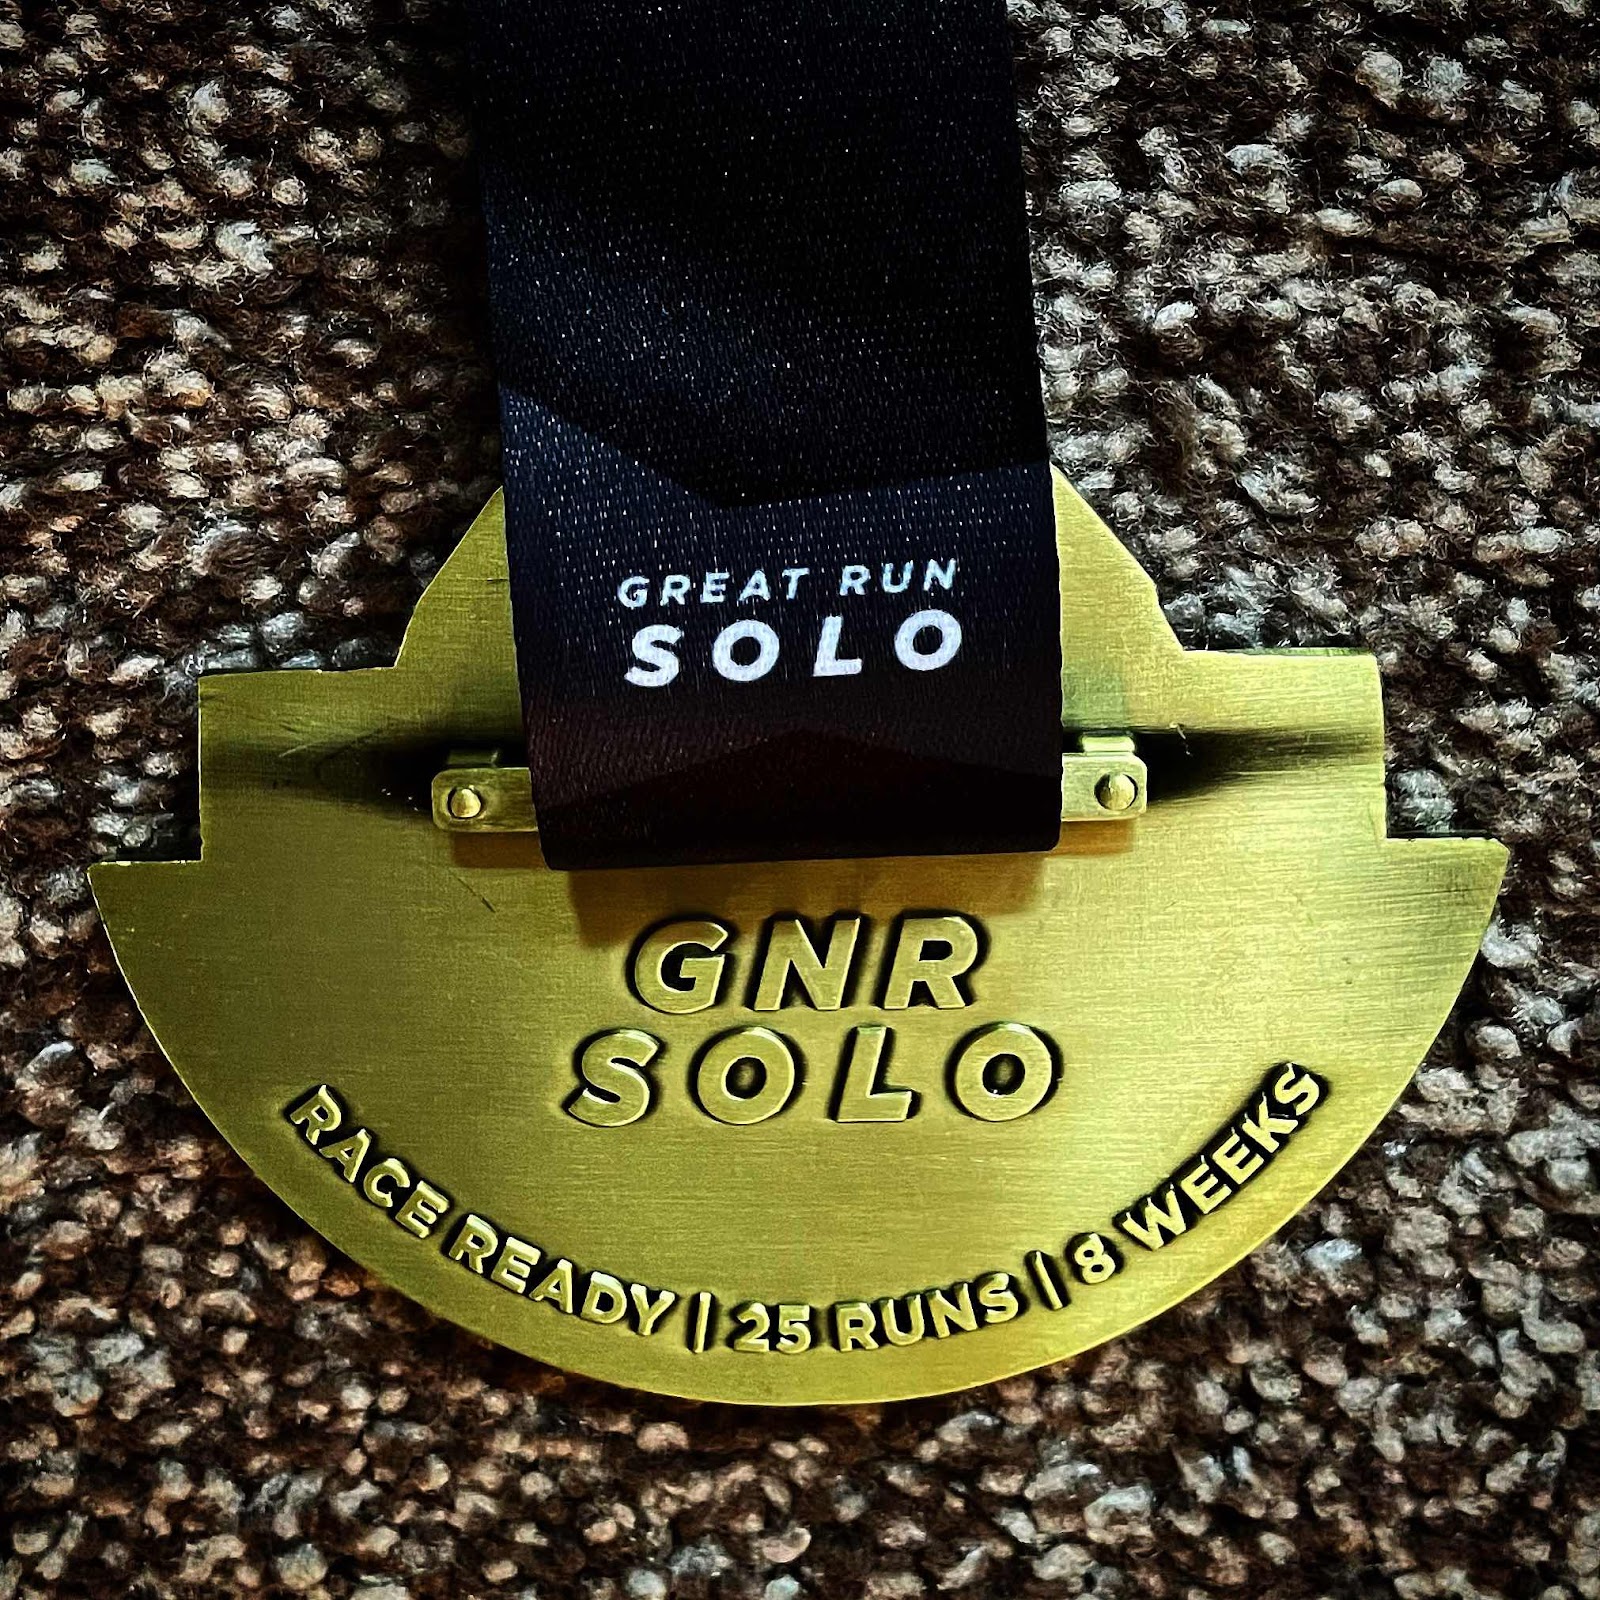 GREAT RUN
SOLO
GNR
SOLO
RACE READY | 25 RUNS | 8 WEEKS